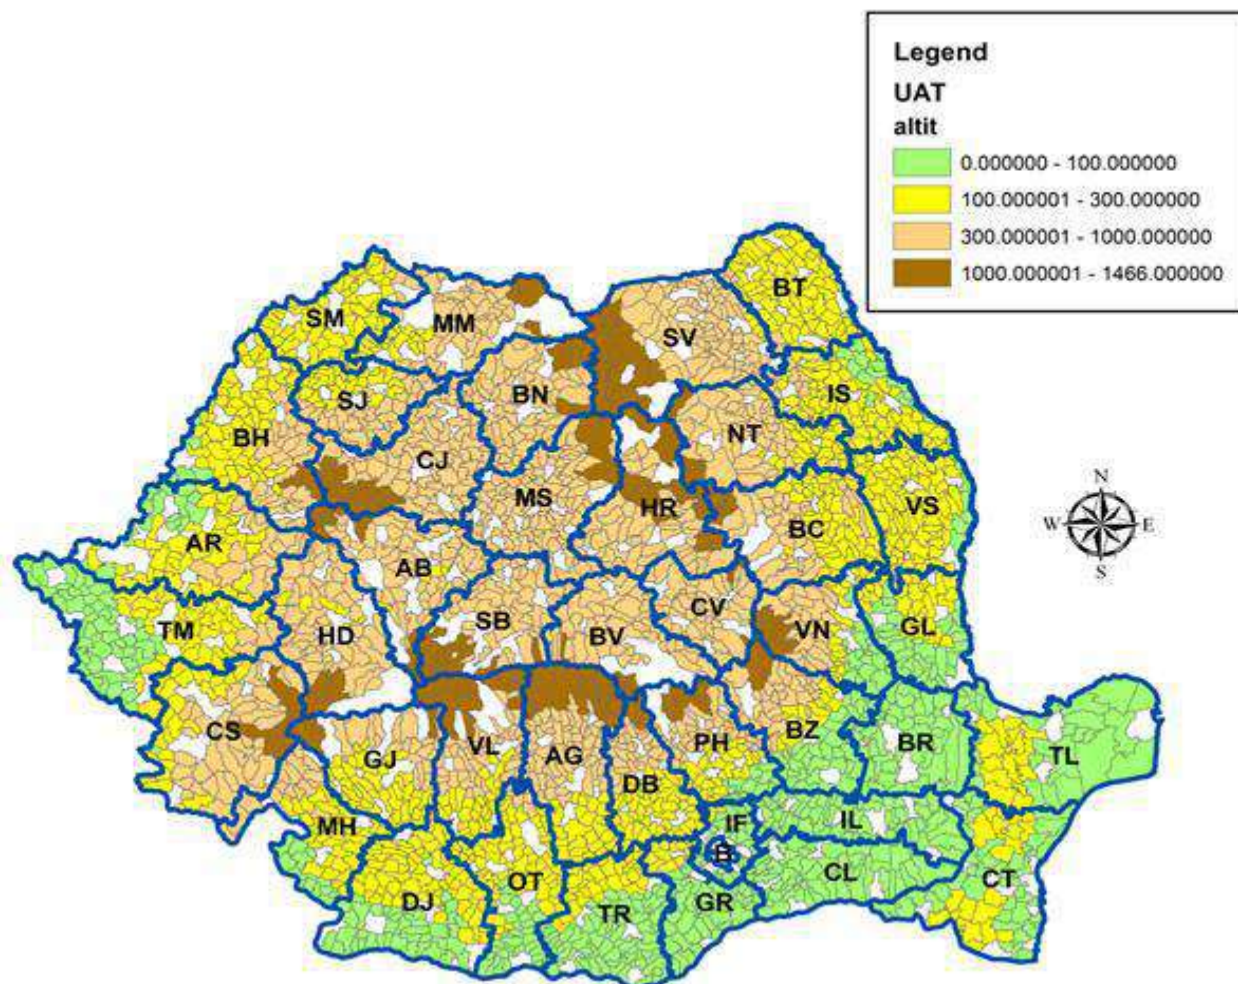 Legend
UAT
altit
0.000000 - 100.000000
100.000001 - 300.000000
300.000001 - 1000.000000
1000.000001 - 1466.000000
BT
SM
MM
SV
SJ
BN
IS
BH
CJ
NT
MS
HR
VS
AR
BC
AB
TM
HD
SB
BV
CV
VN
GL
CS
GJ
VL
AG
PH
BZ
BR
TL
DB
MH
IF
IL
B
DJ
OT
TR
GR
CL
CT
N
W
E
S